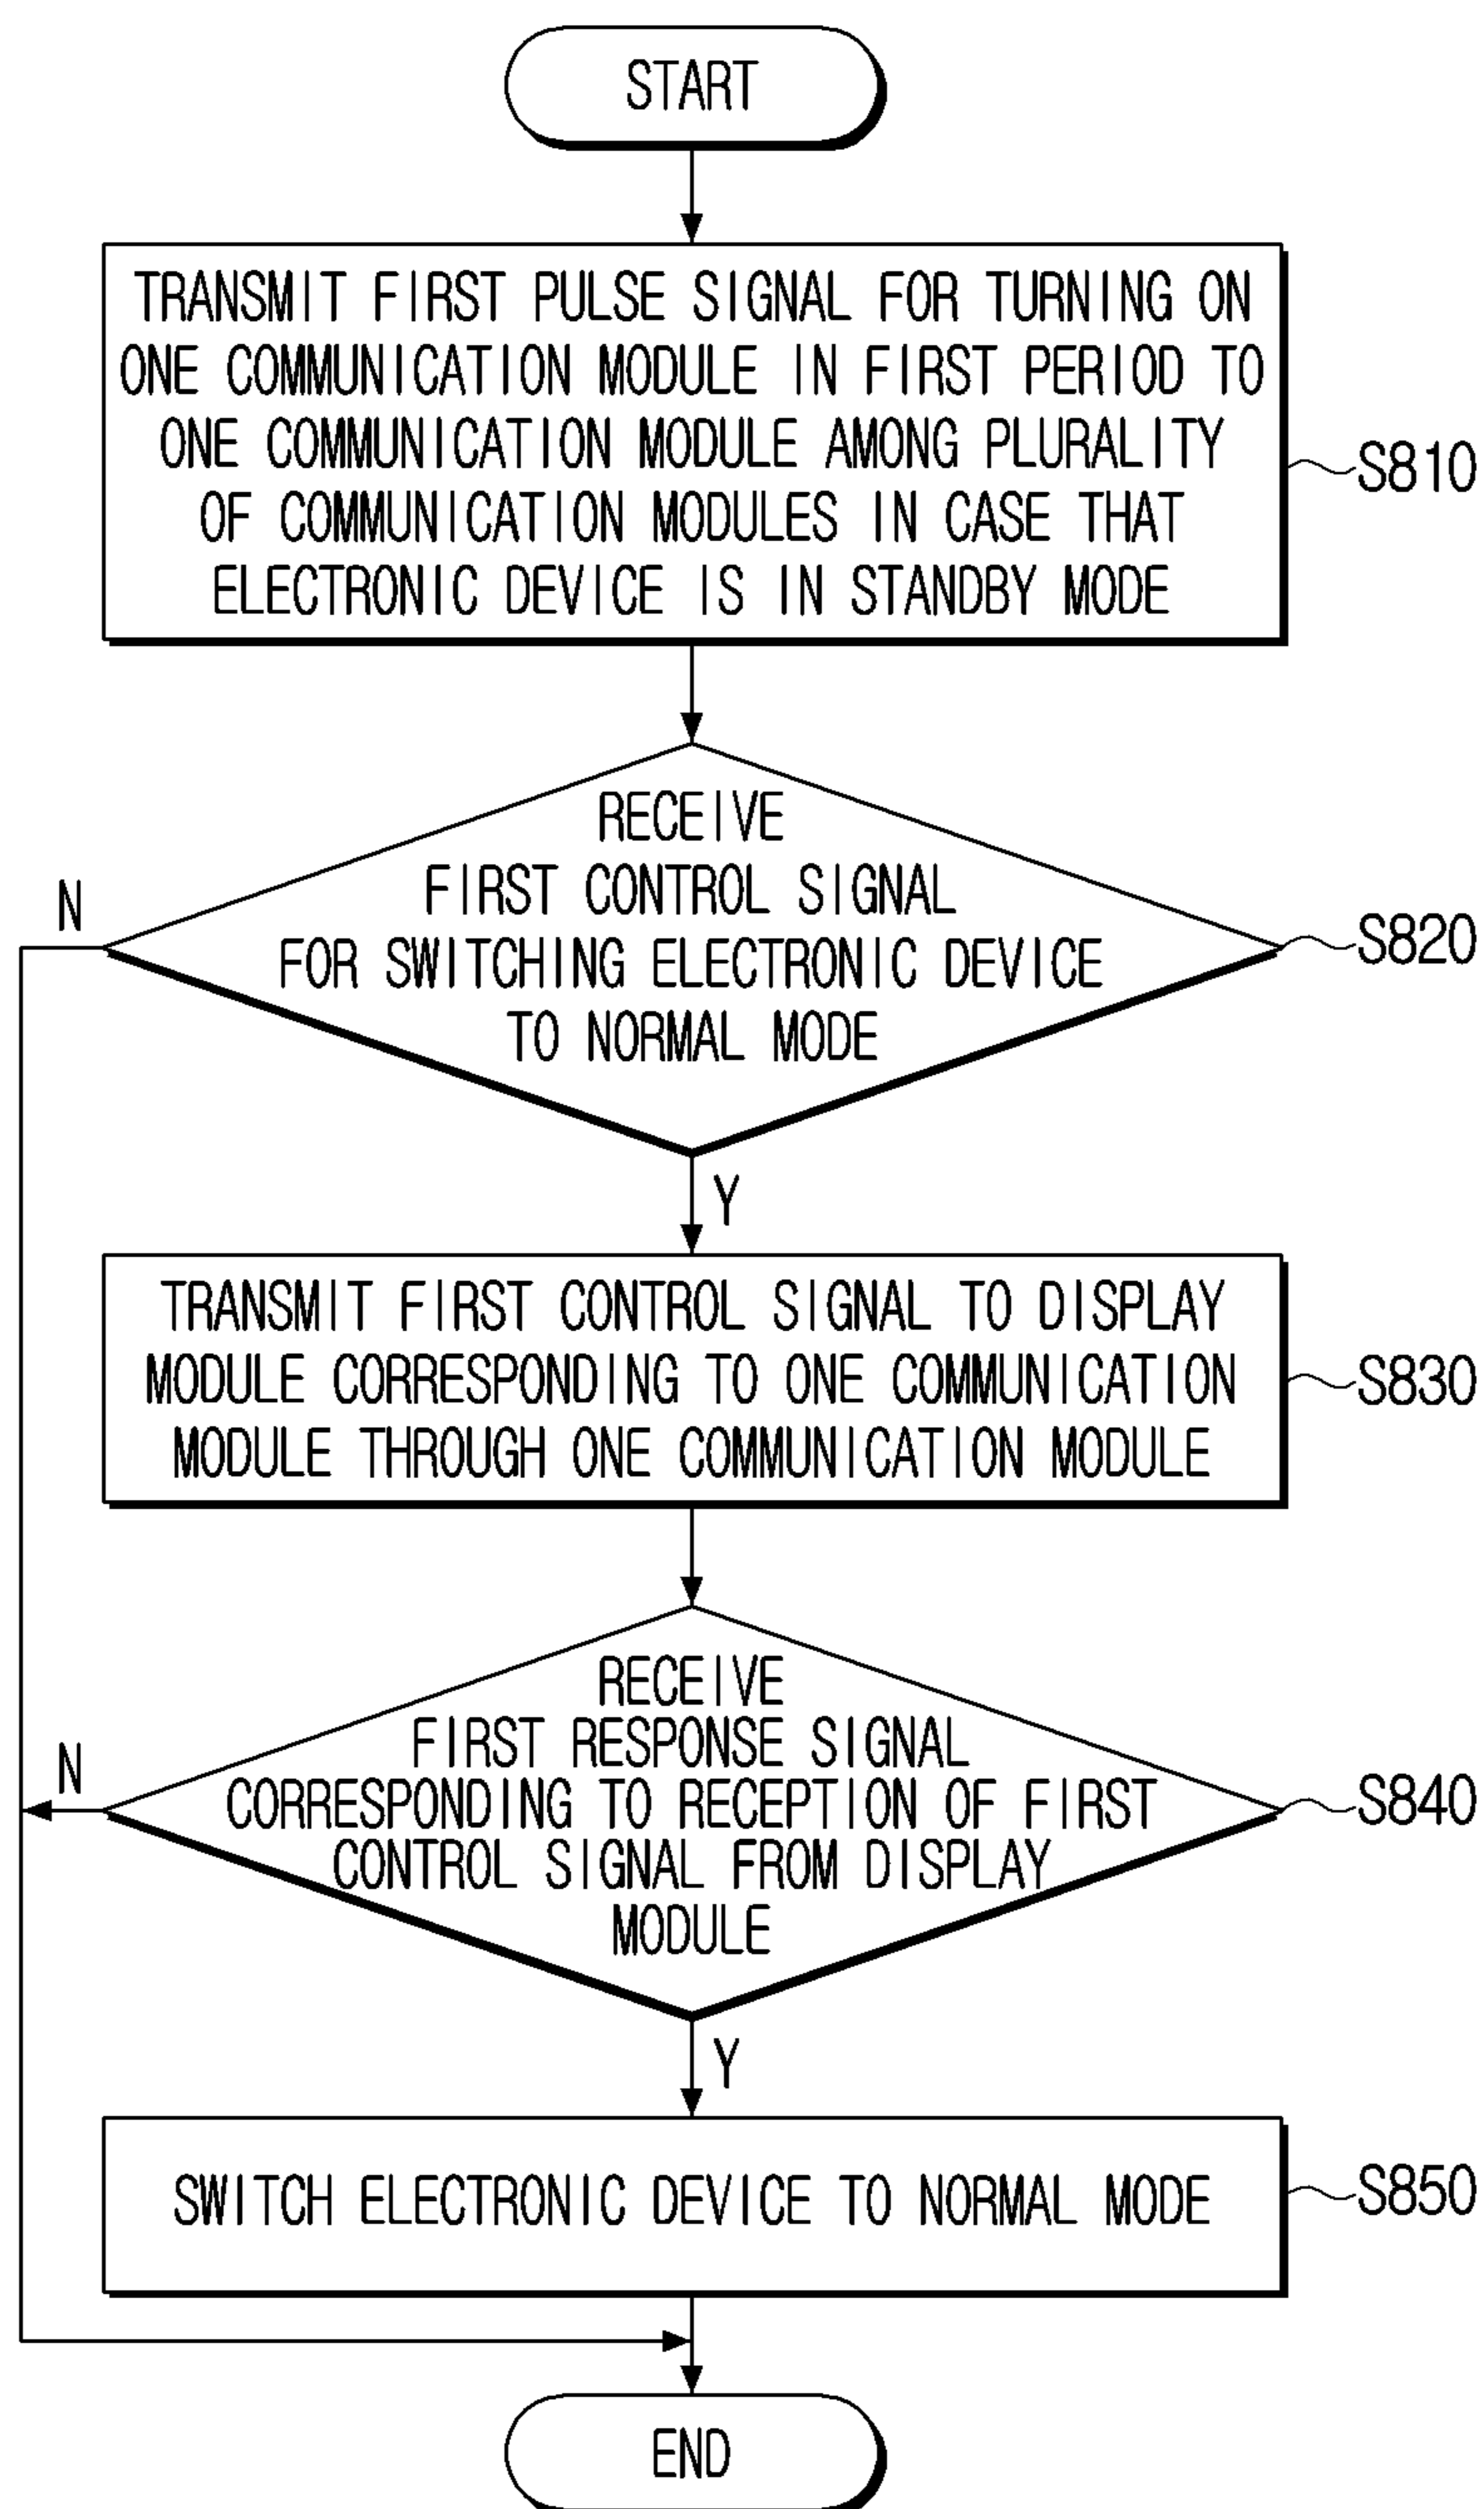 START
TRANSMIT FIRST PULSE SIGNAL FOR TURNING ON
ONE COMMUNICATION MODULE IN FIRST PERIOD TO
ONE COMMUNICATION MODULE AMONG PLURALITY
OF COMMUNICATION MODULES IN CASE THAT
ELECTRONIC DEVICE IS IN STANDBY MODE
S810
RECEIVE
FIRST CONTROL SIGNAL
FOR SWITCHING ELECTRONIC DEVICE
TO NORMAL MODE
N
S820
Y
TRANSMIT FIRST CONTROL SIGNAL TO DISPLAY
MODULE CORRESPONDING TO ONE COMMUNICATION
MODULE THROUGH ONE COMMUNICATION MODULE
S830
RECEIVE
FIRST RESPONSE SIGNAL
CORRESPONDING TO RECEPTION OF FIRST
CONTROL SIGNAL FROM DISPLAY
MODULE
N
S840
Y
SWITCH ELECTRONIC DEVICE TO NORMAL MODE
S850
END